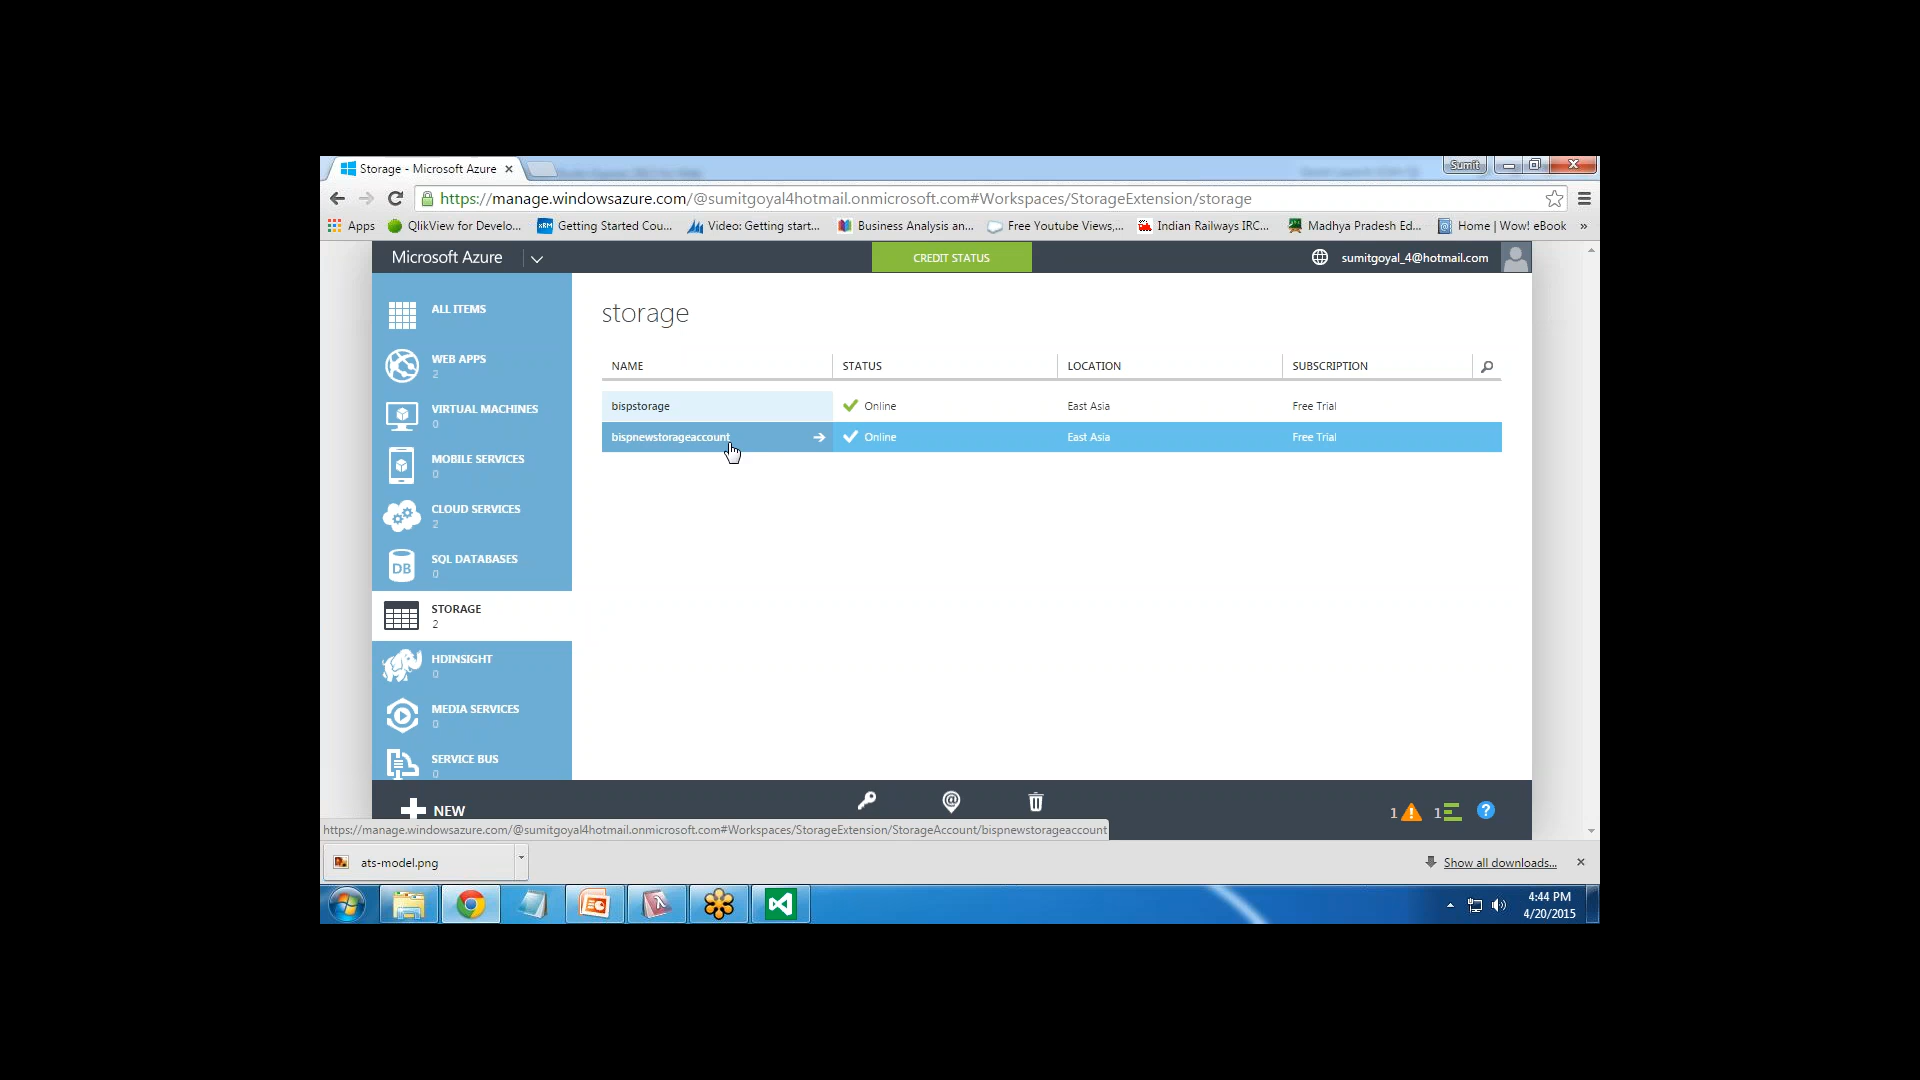 Storage - Microsoft Azure
Sumit
https://manage.windowsazure.com/@sumitgoyal4hotmail.onmicrosoft.com#Workspaces/StorageExtension/storage
Apps QlikView for Develo... xRM Getting Started Cou... Video: Getting start... Business Analysis an... Free Youtube Views,... Indian Railways IRC... Madhya Pradesh Ed... Home | Wow! eBook »
Microsoft Azure CREDIT STATUS sumitgoyal_4@hotmail.com
ALL ITEMS
WEB APPS
2
VIRTUAL MACHINES
0
MOBILE SERVICES
0
CLOUD SERVICES
2
DB SQL DATABASES
0
STORAGE
2
HDINSIGHT
0
MEDIA SERVICES
0
SERVICE BUS
0
storage
NAME STATUS LOCATION SUBSCRIPTION
bispstorage Online East Asia Free Trial
bispnewstorageaccount Online East Asia Free Trial
NEW 1 1 ?
https://manage.windowsazure.com/@sumitgoyal4hotmail.onmicrosoft.com#Workspaces/StorageExtension/StorageAccount/bispnewstorageaccount
ats-model.png Show all downloads...
4:44 PM
4/20/2015